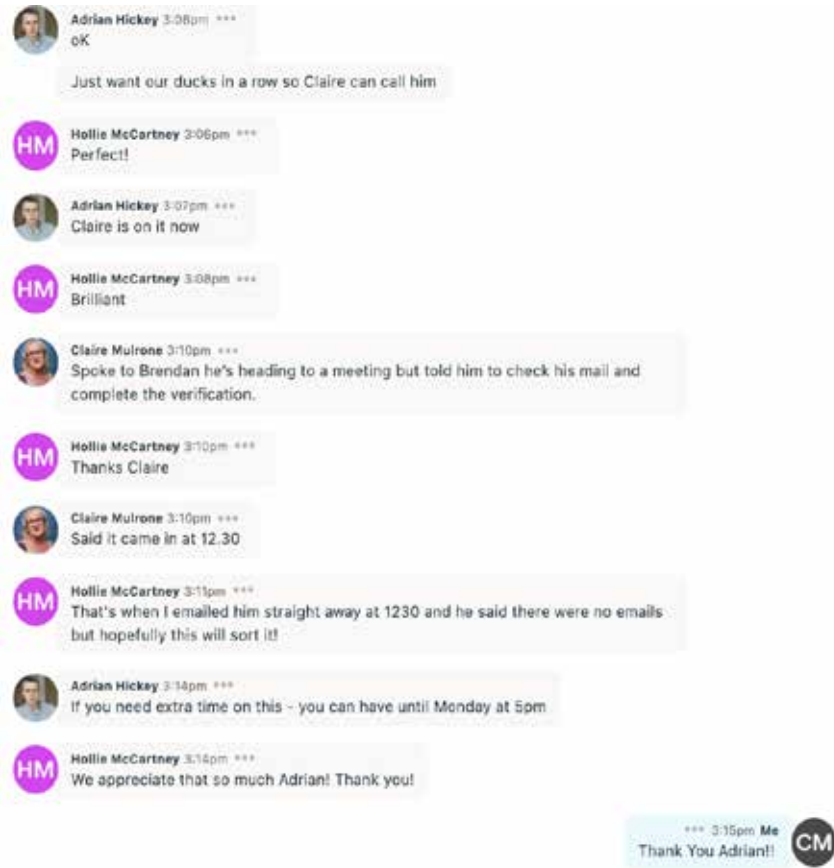 Adrian Hickey 3:06pm ***
oK
Just want our ducks in a row so Claire can call him
HM
Hollie McCartney 3:06pm ***
Perfect!
Adrian Hickey 3:07pm ***
Claire is on it now
HM
Hollie McCartney 3:08pm ***
Brilliant
Claire Mulrone 3:10pm ***
Spoke to Brendan he's heading to a meeting but told him to check his mail and
complete the verification.
HM
Hollie McCartney 3:10pm ***
Thanks Claire
Claire Mulrone 3:10pm ***
Said it came in at 12.30
HM
Hollie McCartney 3:11pm ***
That's when I emailed him straight away at 1230 and he said there were no emails
but hopefully this will sort it!
Adrian Hickey 3:14pm ***
If you need extra time on this - you can have until Monday at 5pm
HM
Hollie McCartney 3:14pm ***
We appreciate that so much Adrian! Thank you!
*** 3:15pm Me
CM
Thank You Adrian!!